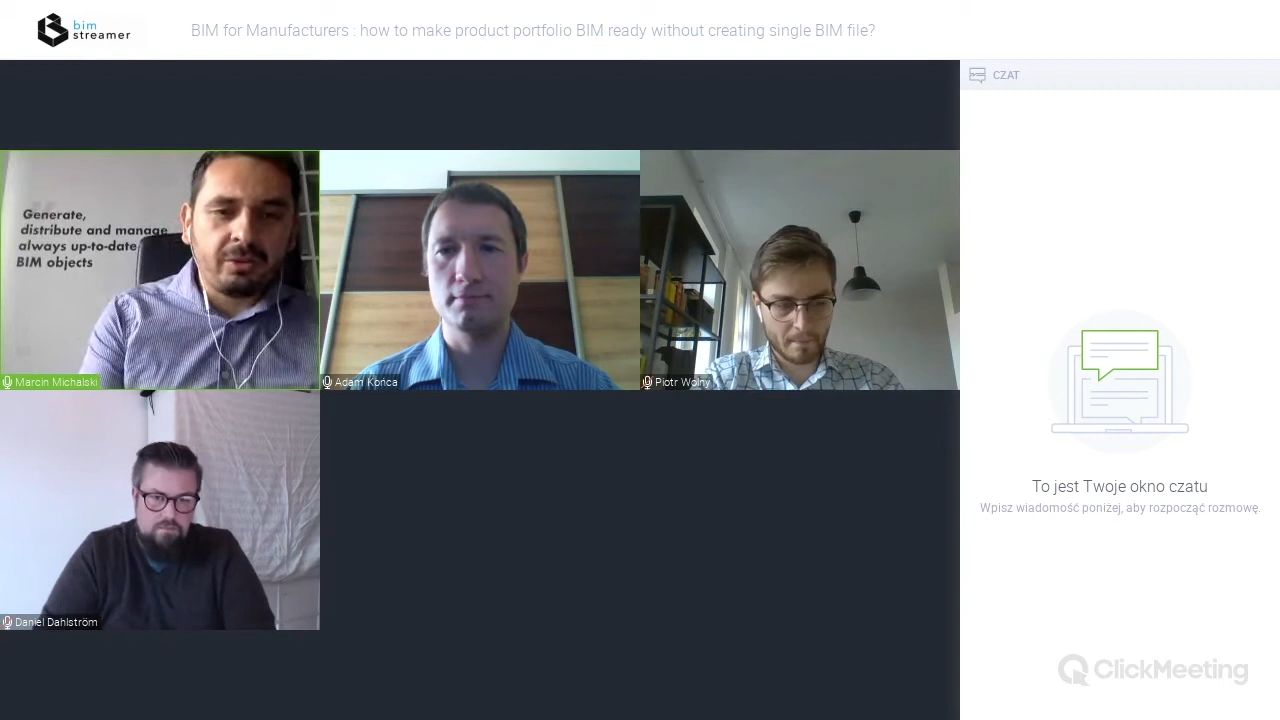 bim
streamer
BIM for Manufacturers : how to make product portfolio BIM ready without creating single BIM file?
CZAT
Generate,
distribute and manage
always up-to-date
BIM objects
Marcin Michalski
Adam Konca
Piotr Wolny
Daniel Dahlström
To jest Twoje okno czatu
Wpisz wiadomość poniżej, aby rozpocząć rozmowę.
ClickMeeting